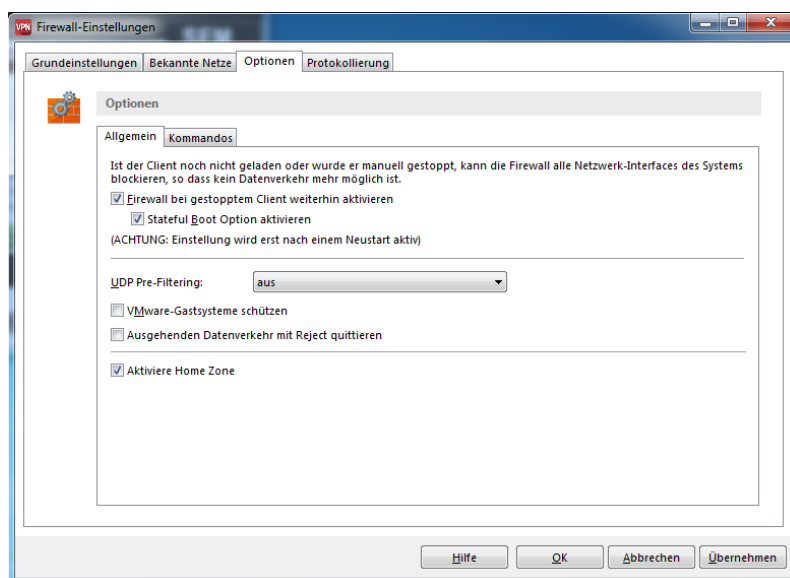 VPN Firewall-Einstellungen
Grundeinstellungen Bekannte Netze Optionen Protokollierung
Optionen
Allgemein Kommandos
Ist der Client noch nicht geladen oder wurde er manuell gestoppt, kann die Firewall alle Netzwerk-Interfaces des Systems
blockieren, so dass kein Datenverkehr mehr möglich ist.
Firewall bei gestopptem Client weiterhin aktivieren
Stateful Boot Option aktivieren
(ACHTUNG: Einstellung wird erst nach einem Neustart aktiv)
UDP Pre-Filtering: aus
VMware-Gastsysteme schützen
Ausgehenden Datenverkehr mit Reject quittieren
Aktiviere Home Zone
Hilfe OK Abbrechen Übernehmen